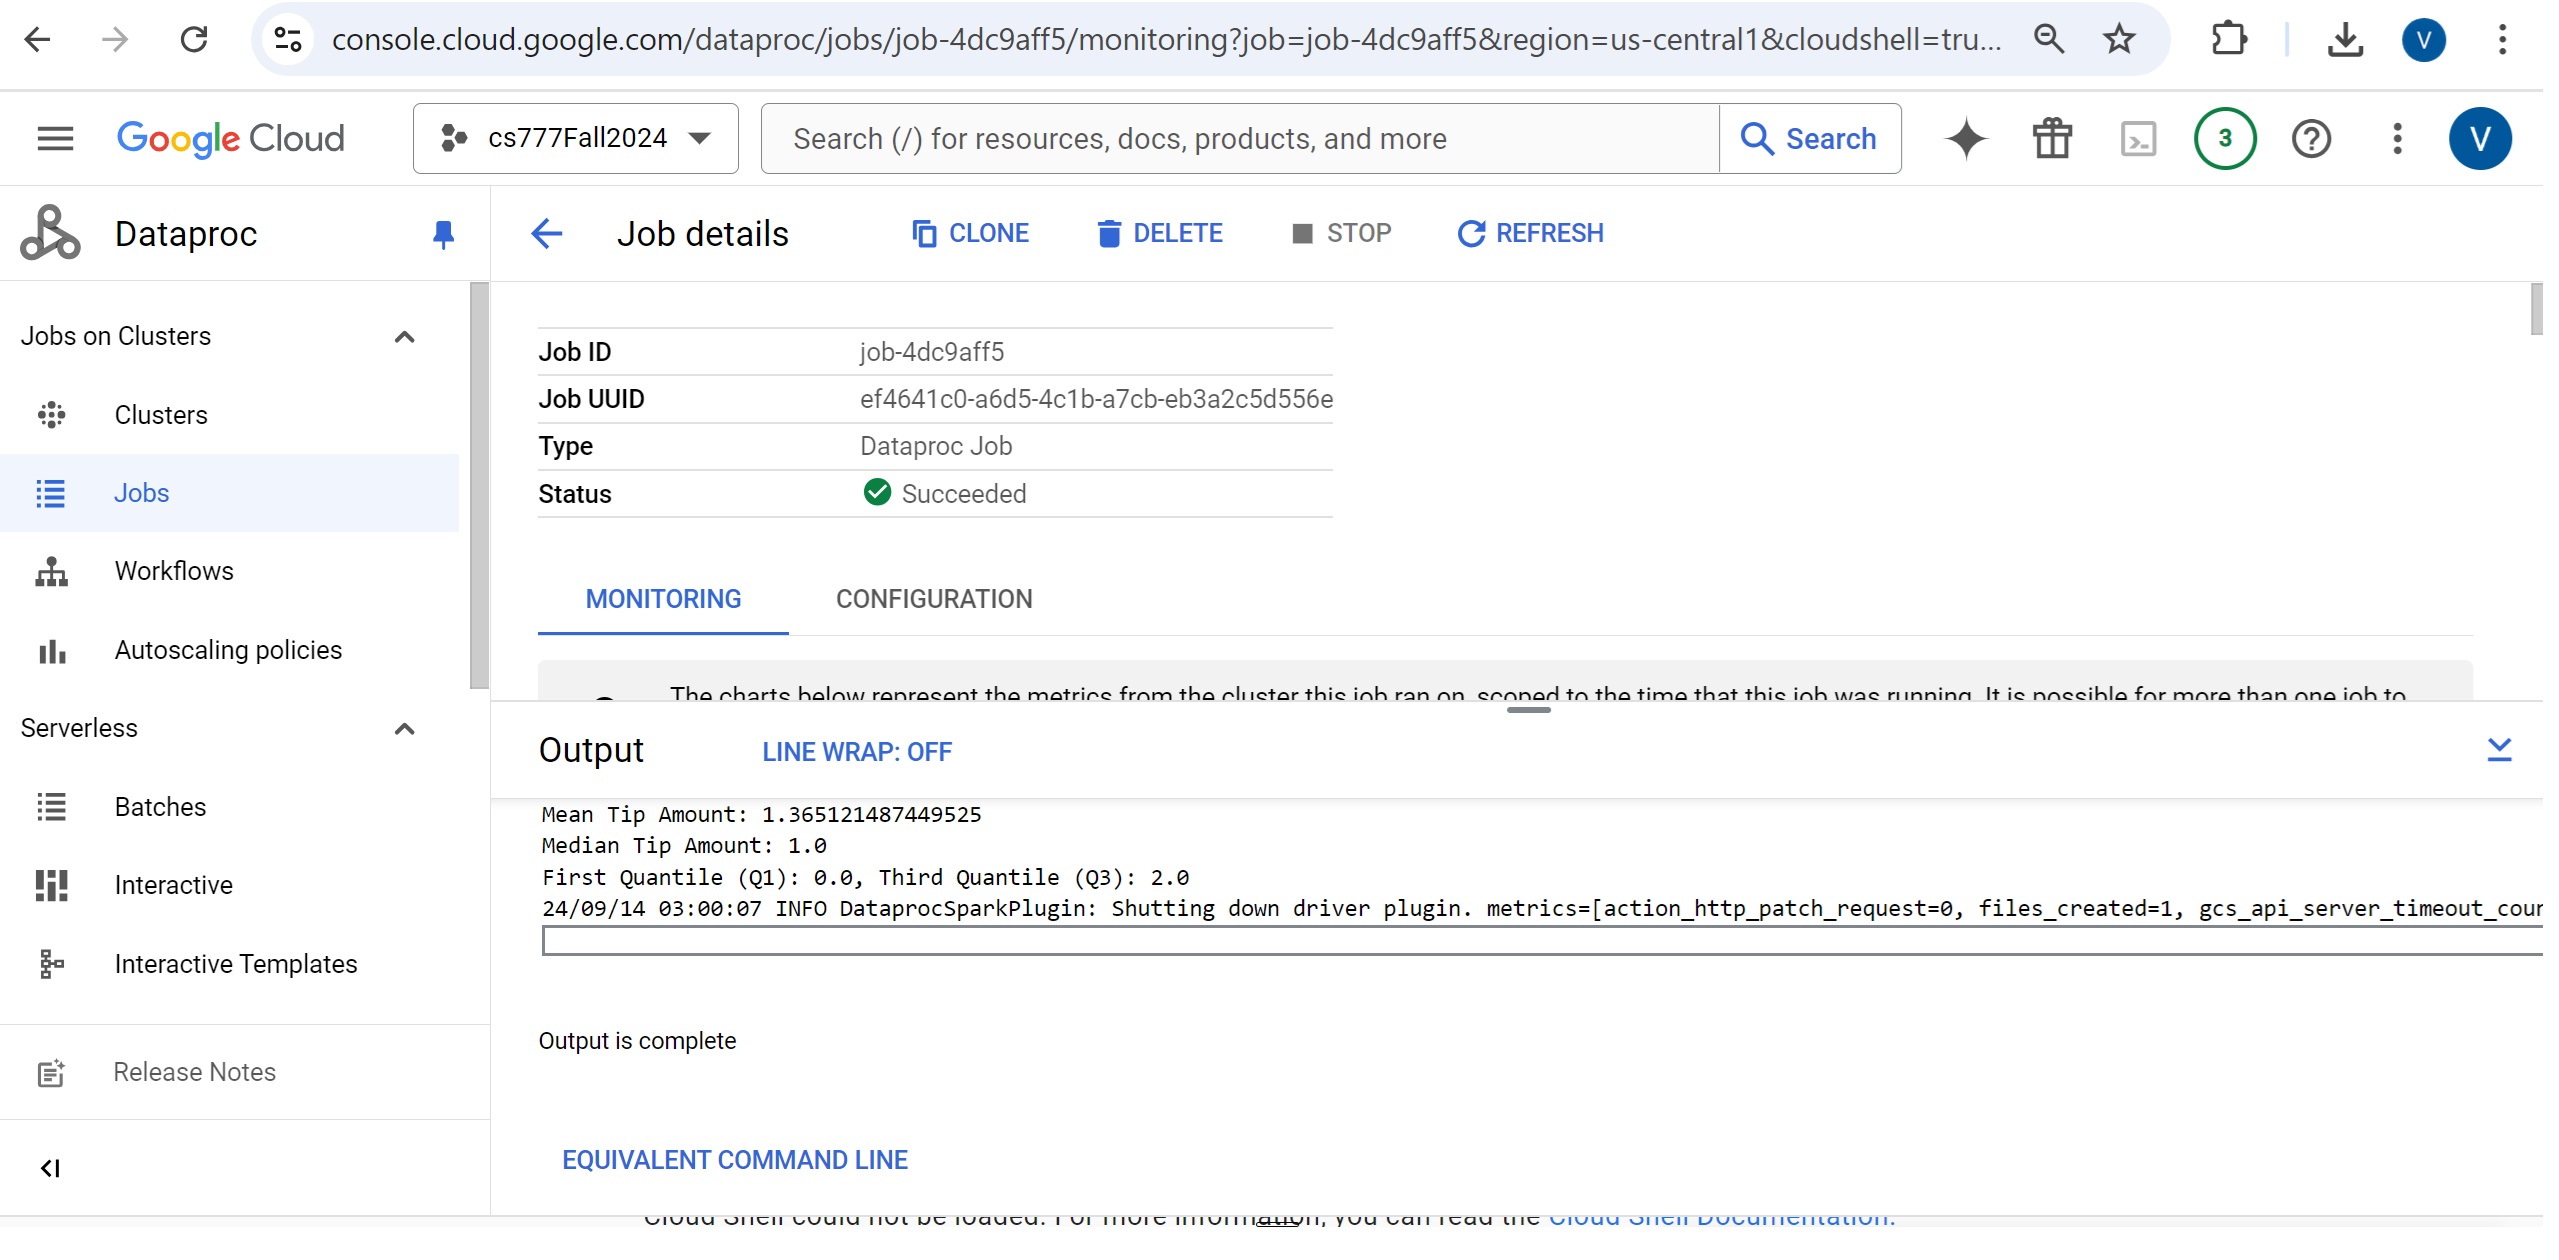 console.cloud.google.com/dataproc/jobs/job-4dc9aff5/monitoring?job=job-4dc9aff5&region=us-central1&cloudshell=tru...
V
Google Cloud
cs777Fall2024
Search (/) for resources, docs, products, and more
Search
3
V
Dataproc
Job details
CLONE
DELETE
STOP
REFRESH
Jobs on Clusters
Clusters
Jobs
Workflows
Autoscaling policies
Serverless
Batches
Interactive
Interactive Templates
Release Notes
Job ID job-4dc9aff5
Job UUID ef4641c0-a6d5-4c1b-a7cb-eb3a2c5d556e
Type Dataproc Job
Status Succeeded
MONITORING CONFIGURATION
The charts below represent the metrics from the cluster this job ran on, scoped to the time that this job was running. It is possible for more than one job to
Output LINE WRAP: OFF
Mean Tip Amount: 1.365121487449525
Median Tip Amount: 1.0
First Quantile (Q1): 0.0, Third Quantile (Q3): 2.0
24/09/14 03:00:07 INFO DataprocSparkPlugin: Shutting down driver plugin. metrics=[action_http_patch_request=0, files_created=1, gcs_api_server_timeout_cour
Output is complete
EQUIVALENT COMMAND LINE
Cloud Shell could not be loaded. For more information, you can read the Cloud Shell Documentation.